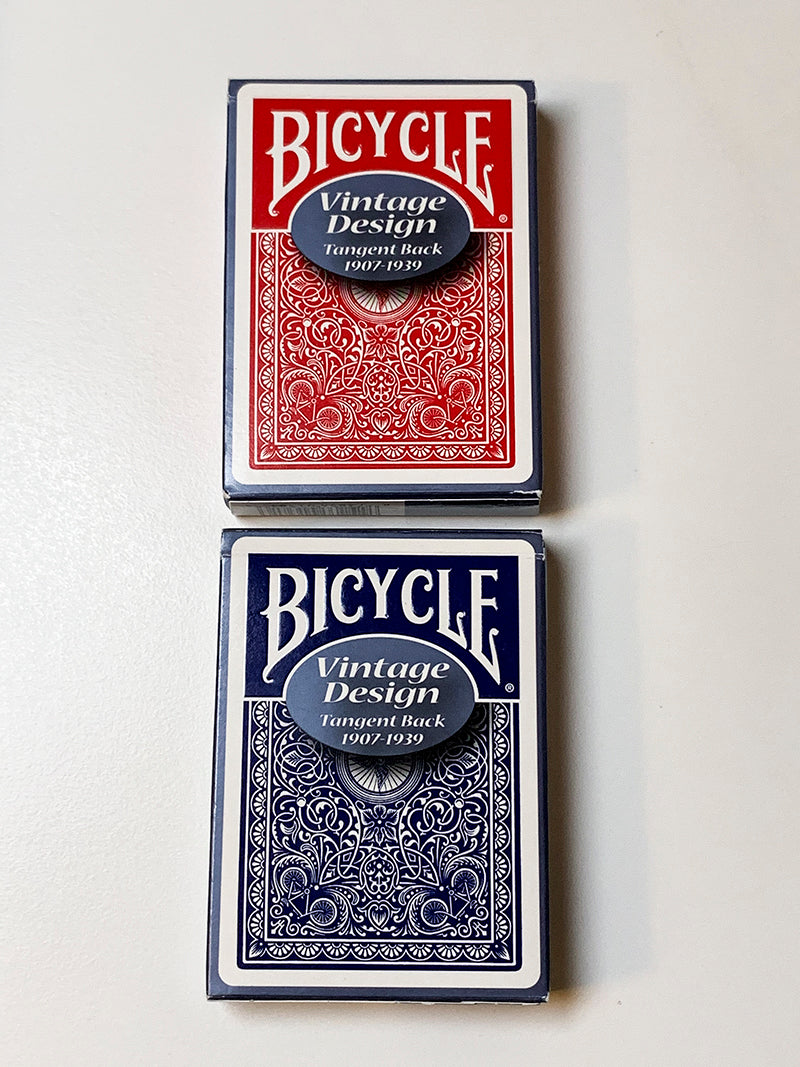 BICYCLE
®
Vintage
Design
Tangent Back
1907-1939
BICYCLE
®
Vintage
Design
Tangent Back
1907-1939